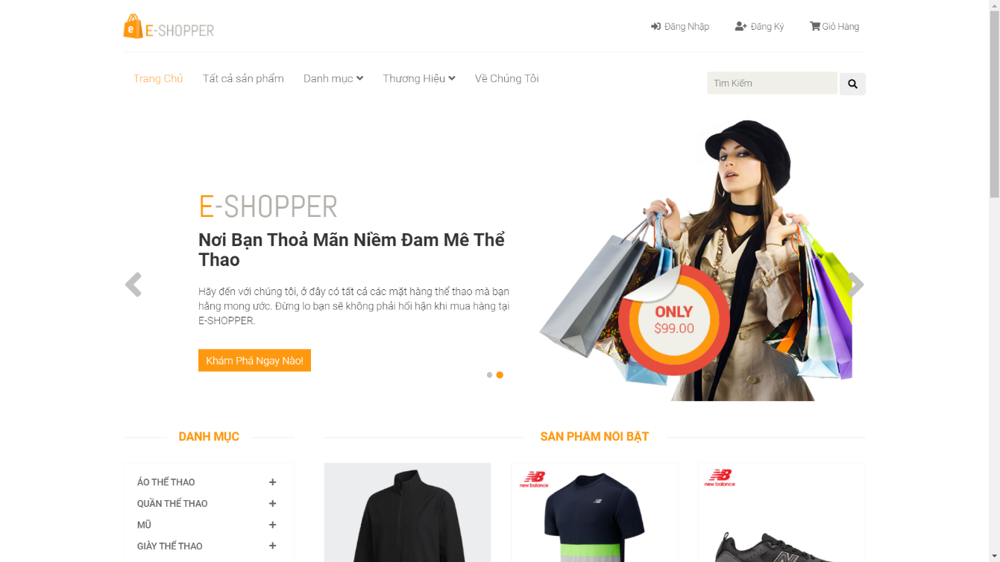 E-SHOPPER
Đăng Nhập
Đăng Ký
Giỏ Hàng
Trang Chủ
Tất cả sản phẩm
Danh mục
Thương Hiệu
Về Chúng Tôi
Tìm Kiếm
E-SHOPPER
Nơi Bạn Thoả Mãn Niềm Đam Mê Thể
Thao
Hãy đến với chúng tôi, ở đây có tất cả các mặt hàng thể thao mà bạn
hằng mong ước. Đừng lo bạn sẽ không phải hối hận khi mua hàng tại
E-SHOPPER.
Khám Phá Ngay Nào!
ONLY
$99.00
DANH MỤC
SẢN PHẨM NỔI BẬT
ÁO THỂ THAO
QUẦN THỂ THAO
MŨ
GIÀY THỂ THAO
new balance
new balance